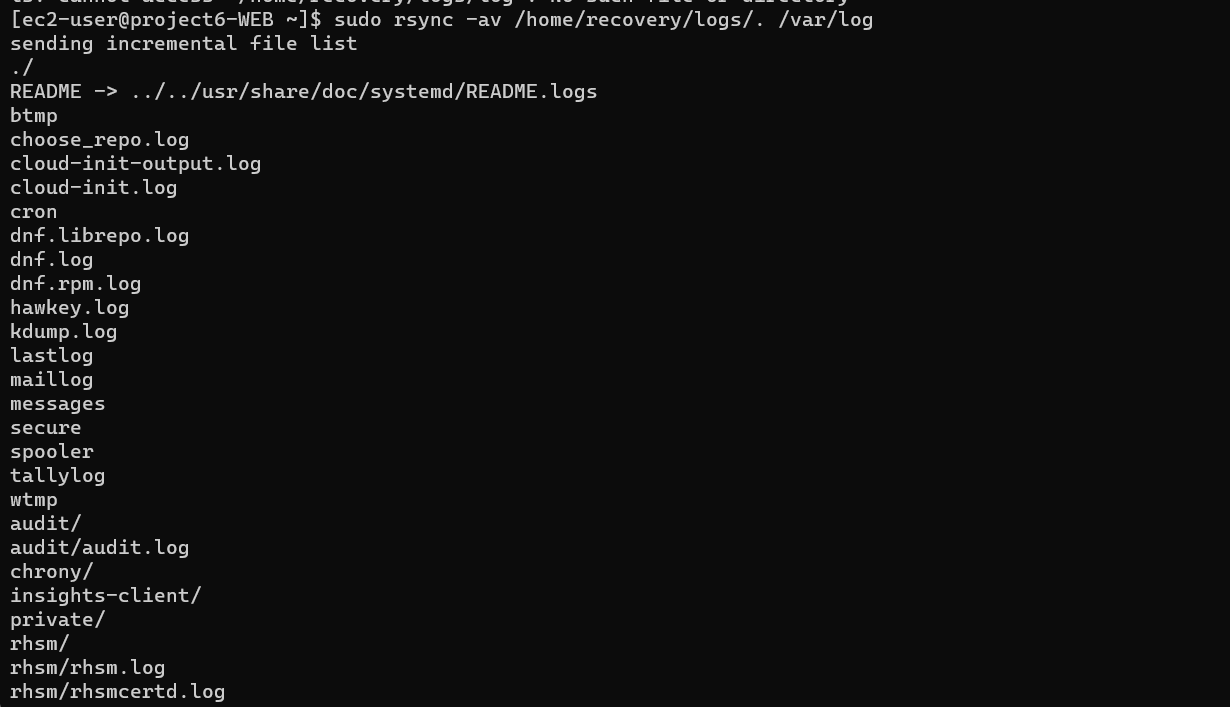 [ec2-user@project6-WEB ~]$ sudo rsync -av /home/recovery/logs/. /var/log
sending incremental file list
./
README -> ../../usr/share/doc/systemd/README.logs
btmp
choose_repo.log
cloud-init-output.log
cloud-init.log
cron
dnf.librepo.log
dnf.log
dnf.rpm.log
hawkey.log
kdump.log
lastlog
maillog
messages
secure
spooler
tallylog
wtmp
audit/
audit/audit.log
chrony/
insights-client/
private/
rhsm/
rhsm/rhsm.log
rhsm/rhsmcertd.log